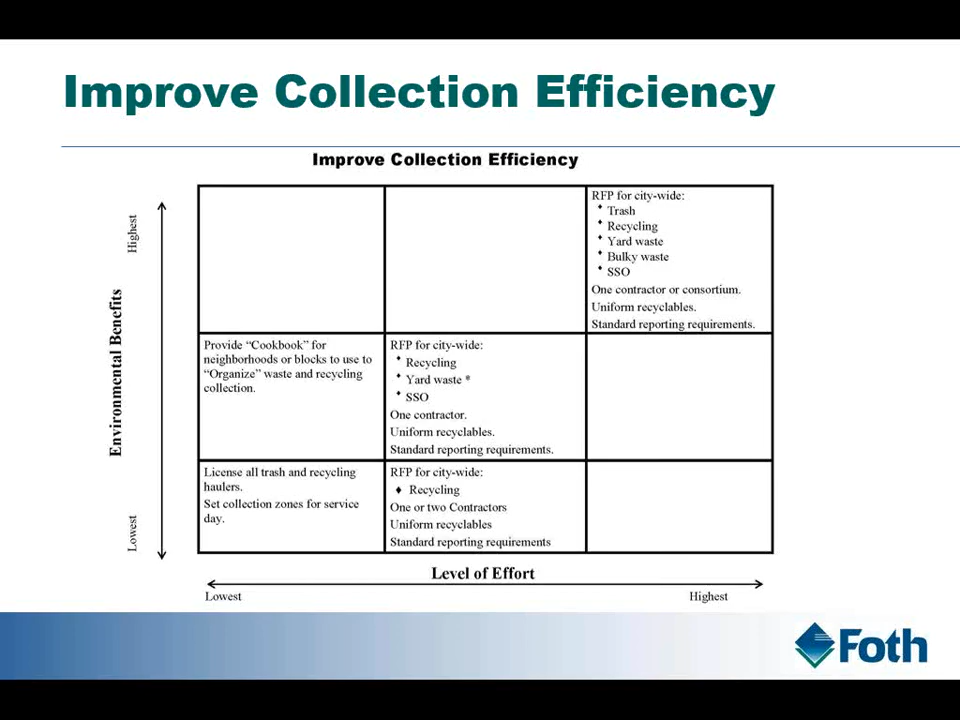 Improve Collection Efficiency
Improve Collection Efficiency
Highest
Environmental Benefits
Lowest
RFP for city-wide:
Trash
Recycling
Yard waste
Bulky waste
SSO
One contractor or consortium.
Uniform recyclables.
Standard reporting requirements.
Provide “Cookbook” for
neighborhoods or blocks to use to
“Organize” waste and recycling
collection.
RFP for city-wide:
Recycling
Yard waste *
SSO
One contractor.
Uniform recyclables.
Standard reporting requirements.
License all trash and recycling
haulers.
Set collection zones for service
day.
RFP for city-wide:
Recycling
One or two Contractors
Uniform recyclables
Standard reporting requirements
Level of Effort
Lowest
Highest
Foth